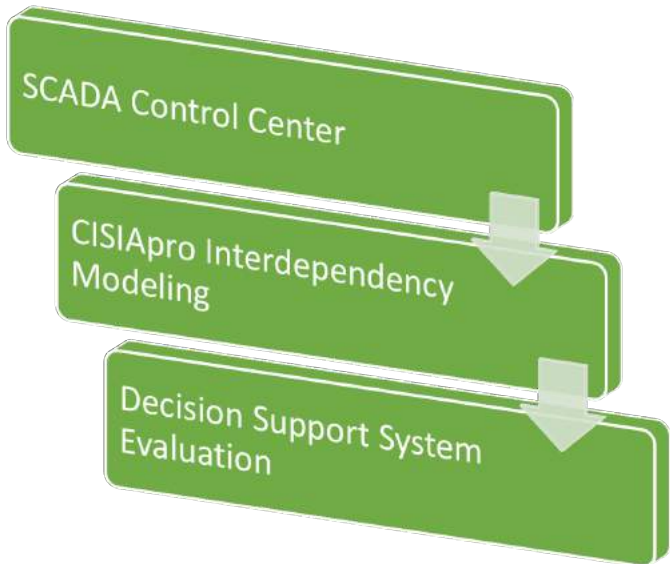 SCADA Control Center
CISIApro Interdependency
Modeling
Decision Support System
Evaluation